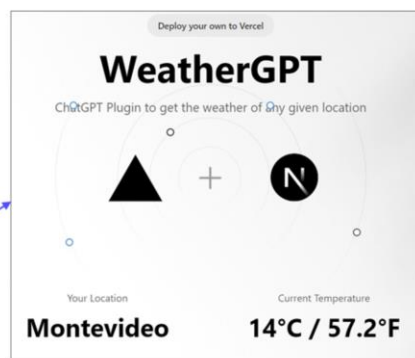 Deploy your own to Vercel
WeatherGPT
ChatGPT Plugin to get the weather of any given location
N
Your Location
Current Temperature
Montevideo
14°C / 57.2°F